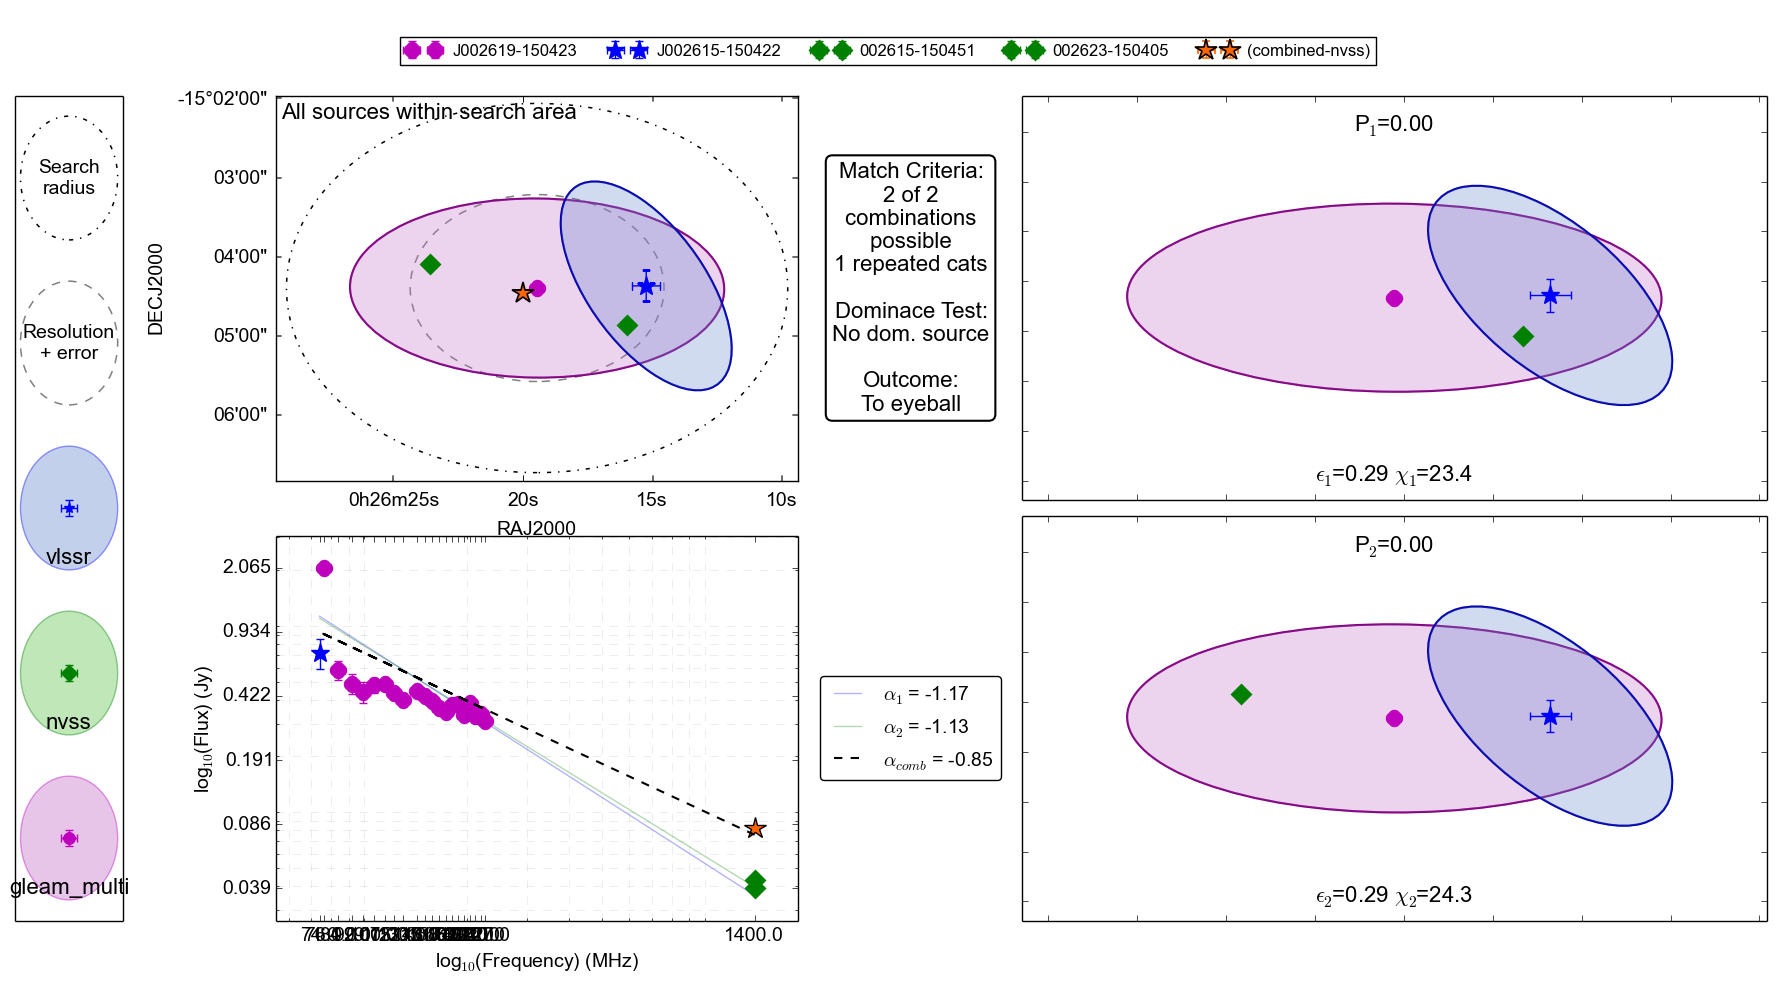 J002619-150423 J002615-150422 002615-150451 002623-150405 (combined-nvss)
Search
radius
Resolution
+ error
vlssr
nvss
gleam_multi
All sources within search area
DECJ2000
-15°02'00"
03'00"
04'00"
05'00"
06'00"
0h26m25s 20s 15s 10s
RAJ2000
Match Criteria:
2 of 2
combinations
possible
1 repeated cats
Dominace Test:
No dom. source
Outcome:
To eyeball
P1=0.00
ϵ1=0.29 χ1=23.4
log10(Flux) (Jy)
2.065
0.934
0.422
0.191
0.086
0.039
1400.0
log10(Frequency) (MHz)
α1 = -1.17
α2 = -1.13
αcomb = -0.85
P2=0.00
ϵ2=0.29 χ2=24.3